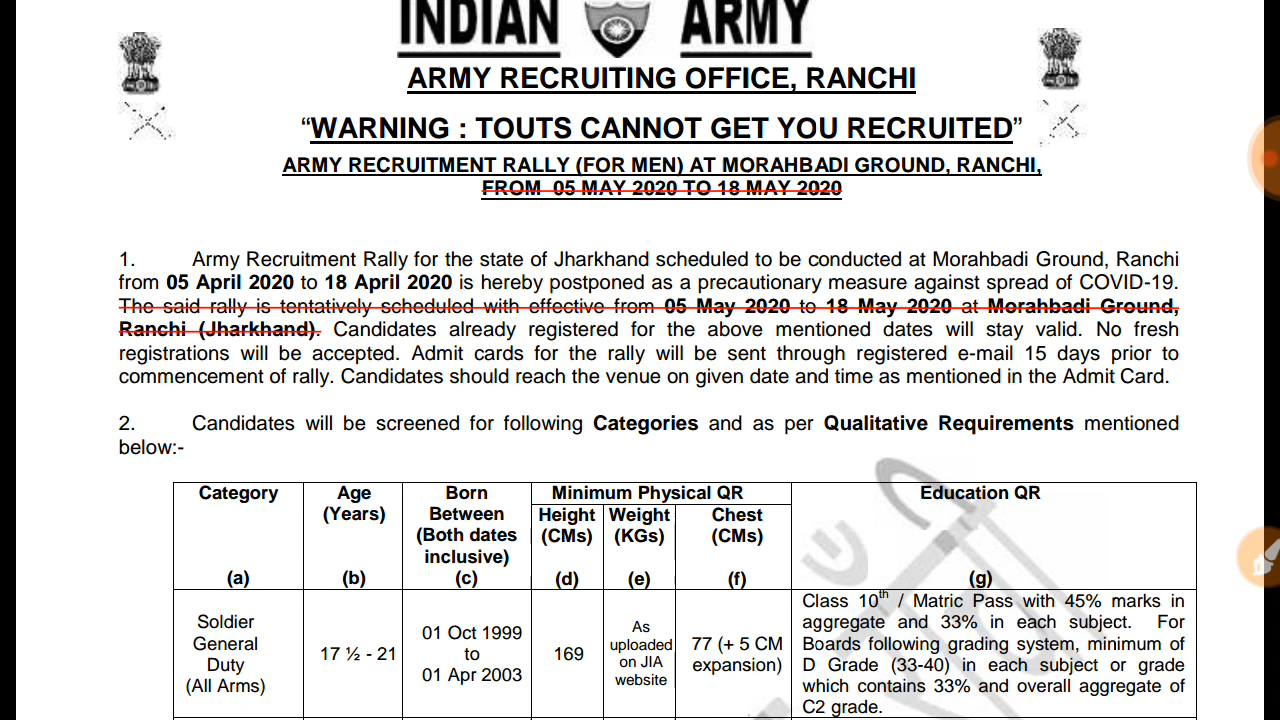 INDIAN ARMY
ARMY RECRUITING OFFICE, RANCHI
“WARNING : TOUTS CANNOT GET YOU RECRUITED”
ARMY RECRUITMENT RALLY (FOR MEN) AT MORAHBADI GROUND, RANCHI,
FROM 05 MAY 2020 TO 18 MAY 2020
1. Army Recruitment Rally for the state of Jharkhand scheduled to be conducted at Morahbadi Ground, Ranchi
from 05 April 2020 to 18 April 2020 is hereby postponed as a precautionary measure against spread of COVID-19.
The said rally is tentatively scheduled with effective from 05 May 2020 to 18 May 2020 at Morahbadi Ground,
Ranchi (Jharkhand). Candidates already registered for the above mentioned dates will stay valid. No fresh
registrations will be accepted. Admit cards for the rally will be sent through registered e-mail 15 days prior to
commencement of rally. Candidates should reach the venue on given date and time as mentioned in the Admit Card.
2. Candidates will be screened for following Categories and as per Qualitative Requirements mentioned
below:-
Category
(a)
Age
(Years)
(b)
Born
Between
(Both dates
inclusive)
(c)
Minimum Physical QR
Height
(CMs)
(d)
Weight
(KGs)
(e)
Chest
(CMs)
(f)
Education QR
(g)
Soldier
General
Duty
(All Arms)
17 ½ - 21
01 Oct 1999
to
01 Apr 2003
169
As
uploaded
on JIA
website
77 (+ 5 CM
expansion)
Class 10th / Matric Pass with 45% marks in
aggregate and 33% in each subject. For
Boards following grading system, minimum of
D Grade (33-40) in each subject or grade
which contains 33% and overall aggregate of
C2 grade.